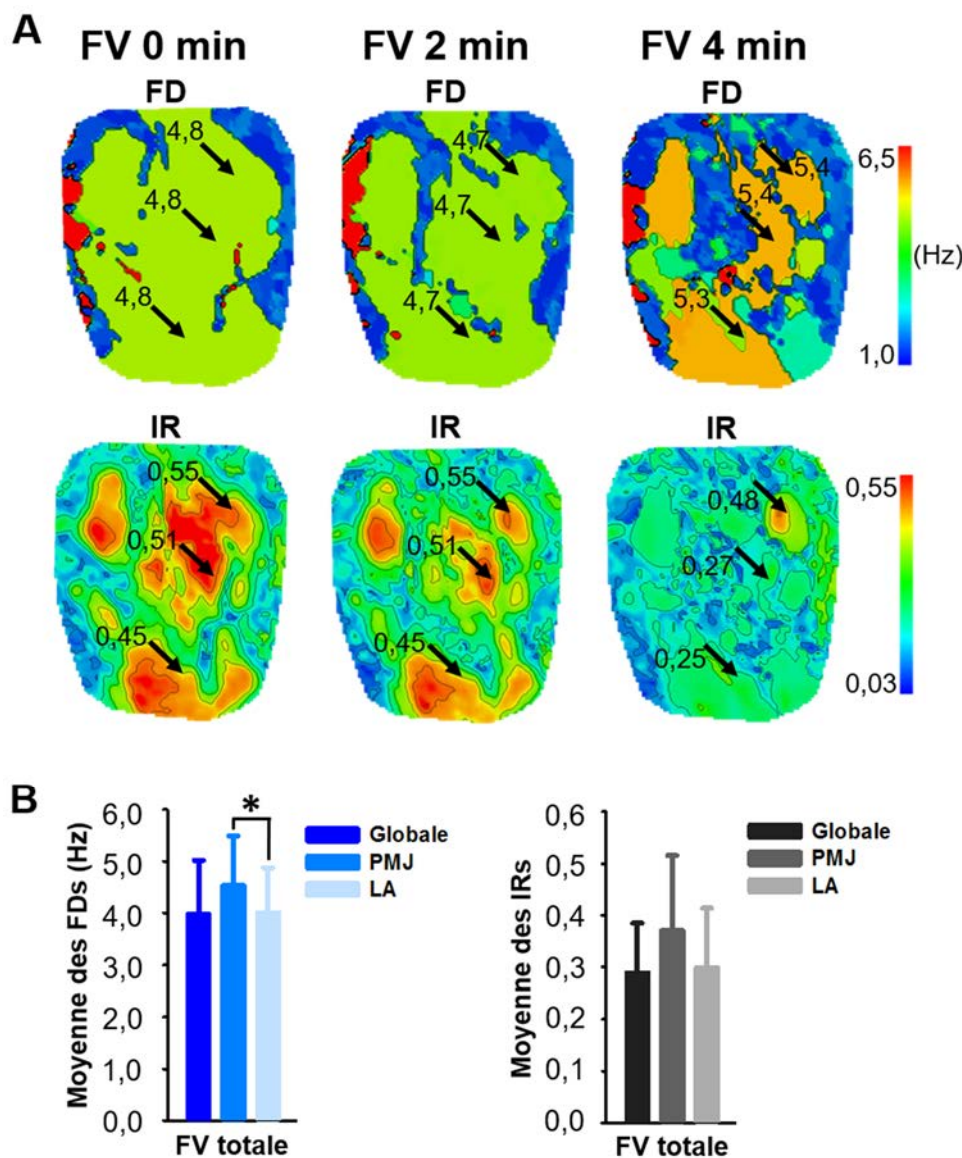 A
FV 0 min FV 2 min FV 4 min
FD FD FD
4,8 4,7 5,4
4,8 4,7 5,4
4,8 4,7 5,3
6,5
(Hz)
1,0
IR IR IR
0,55 0,55 0,48
0,51 0,51 0,27
0,45 0,45 0,25
0,55
0,03
B
Moyenne des FDs (Hz)
6,0
5,0
4,0
3,0
2,0
1,0
0,0
*
Globale
PMJ
LA
FV totale
Moyenne des IRs
0,6
0,5
0,4
0,3
0,2
0,1
0,0
Globale
PMJ
LA
FV totale